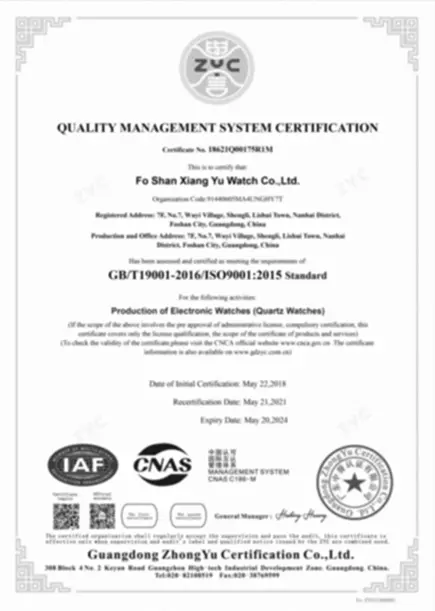 ZYC
QUALITY MANAGEMENT SYSTEM CERTIFICATION
Certificate No. 18621Q00175R1M
This is to certify that:
Fo Shan Xiang Yu Watch Co.,Ltd.
Organization Code:
Registered Address: 7F, No.7, Wuyi Village, Shengli, Lishui Town, Nanhai District,
Foshan City, Guangdong, China
Production and Office Address: 7F, No.7, Wuyi Village, Shengli, Lishui Town, Nanhai
District, Foshan City, Guangdong, China
Has been assessed and certified as meeting the requirements of
GB/T19001-2016/ISO9001:2015 Standard
For the following activities:
Production of Electronic Watches (Quartz Watches)
(If the scope of the above involves the pre approval of administrative license, compulsory certification, this
certificate covers only the license qualification, the scope of the certificate of products and services)
(To check the validity of the certificate please visit the CNCA official website www.cnca.gov.cn The certificate
information is also available on www.gdzyc.com.cn)
Date of Initial Certification: May 22,2018
Recertification Date: May 21,2021
Expiry Date: May 20,2024
IAF
CNAS
中国认可
国际互认
管理体系
MANAGEMENT SYSTEM
CNAS C186-M
Guangdong ZhongYu Certification Co.,Ltd.
Certificate
Official
General Manager:
The certified organization shall regularly accept the supervision and pass the audit, this certificate is
effective only when supervision and audit's label and qualified notice issued by the ZYC are combined used.
Guangdong ZhongYu Certification Co.,Ltd.
300.Block 4 No. 2 Keyan Road Guangzhou High-tech Industrial Development Zone. Guangdong. China.
Tel:020- 82108919 Fax:020- 38769599